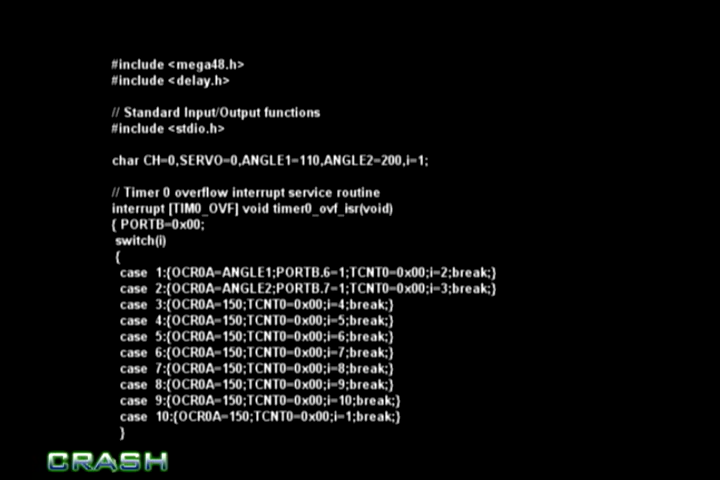 #include <mega48.h>
#include <delay.h>
// Standard Input/Output functions
#include <stdio.h>
char CH=0,SERVO=0,ANGLE1=110,ANGLE2=200,i=1;
// Timer 0 overflow interrupt service routine
interrupt [TIM0_OVF] void timer0_ovf_isr(void)
{ PORTB=0x00;
switch(i)
{
case 1:{OCR0A=ANGLE1;PORTB.6=1;TCNT0=0x00;i=2;break;}
case 2:{OCR0A=ANGLE2;PORTB.7=1;TCNT0=0x00;i=3;break;}
case 3:{OCR0A=150;TCNT0=0x00;i=4;break;}
case 4:{OCR0A=150;TCNT0=0x00;i=5;break;}
case 5:{OCR0A=150;TCNT0=0x00;i=6;break;}
case 6:{OCR0A=150;TCNT0=0x00;i=7;break;}
case 7:{OCR0A=150;TCNT0=0x00;i=8;break;}
case 8:{OCR0A=150;TCNT0=0x00;i=9;break;}
case 9:{OCR0A=150;TCNT0=0x00;i=10;break;}
case 10:{OCR0A=150;TCNT0=0x00;i=1;break;}
}
CRASH